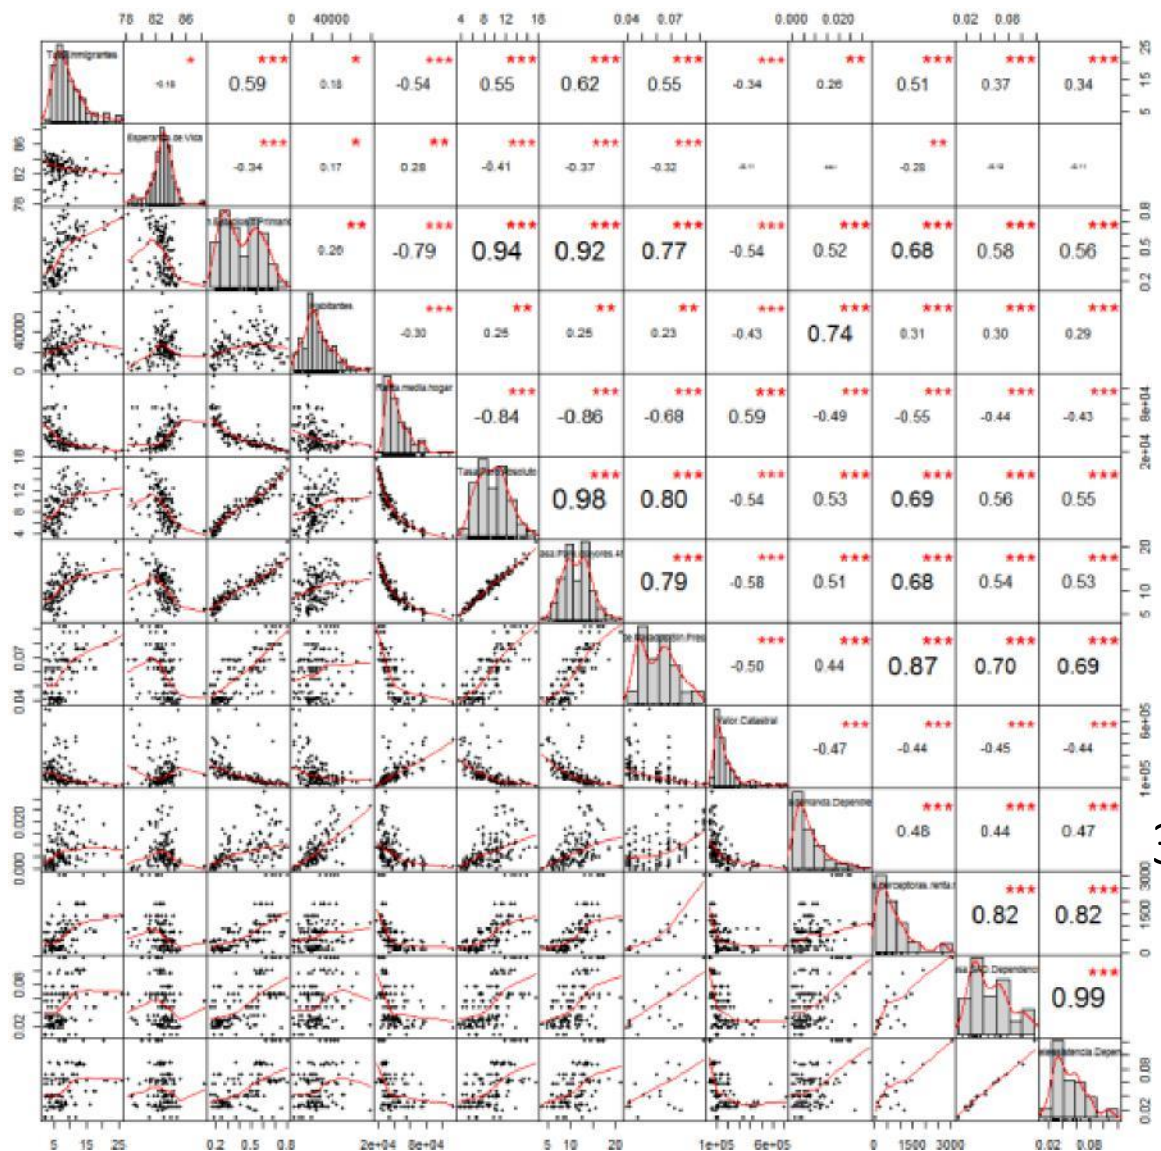 78 82 86 0 40000 4 8 12 16 0.04 0.07 0.000 0.020 0.02 0.08
* *** * *** *** *** *** *** ** *** *** ***
0.59 0.18 -0.54 0.55 0.62 0.55 -0.34 0.26 0.51 0.37 0.34
5 15 25
Esperanza.de.Vida
*** * ** *** *** *** **
-0.34 0.17 0.28 -0.41 -0.37 -0.32 -0.28
78 82 86
** *** *** *** *** *** *** *** *** ***
0.26 -0.79 0.94 0.92 0.77 -0.54 0.52 0.68 0.58 0.56
0.2 0.5 0.8
Habitantes
*** ** ** ** *** *** *** *** ***
-0.30 0.25 0.25 0.23 -0.43 0.74 0.31 0.30 0.29
0 40000
Renta.media.hogar
*** *** *** *** *** *** *** ***
-0.84 -0.86 -0.68 0.59 -0.49 -0.55 -0.44 -0.43
2e+04 8e+04
*** *** *** *** *** *** ***
0.98 0.80 -0.54 0.53 0.69 0.56 0.55
4 8 12 16
*** *** *** *** *** ***
0.79 -0.58 0.51 0.68 0.54 0.53
5 10 20
*** *** *** *** ***
-0.50 0.44 0.87 0.70 0.69
0.04 0.07
Valor.Catastral
*** *** *** ***
-0.47 -0.44 -0.45 -0.44
1e+05 6e+05
*** *** ***
0.48 0.44 0.47
0.000 0.020
*** ***
0.82 0.82
0 1500 3000
***
0.99
0.02 0.08
0.02 0.08
5 15 25 0.2 0.5 0.8 2e+04 8e+04 5 10 20 1e+05 6e+05 0 1500 3000 0.02 0.08